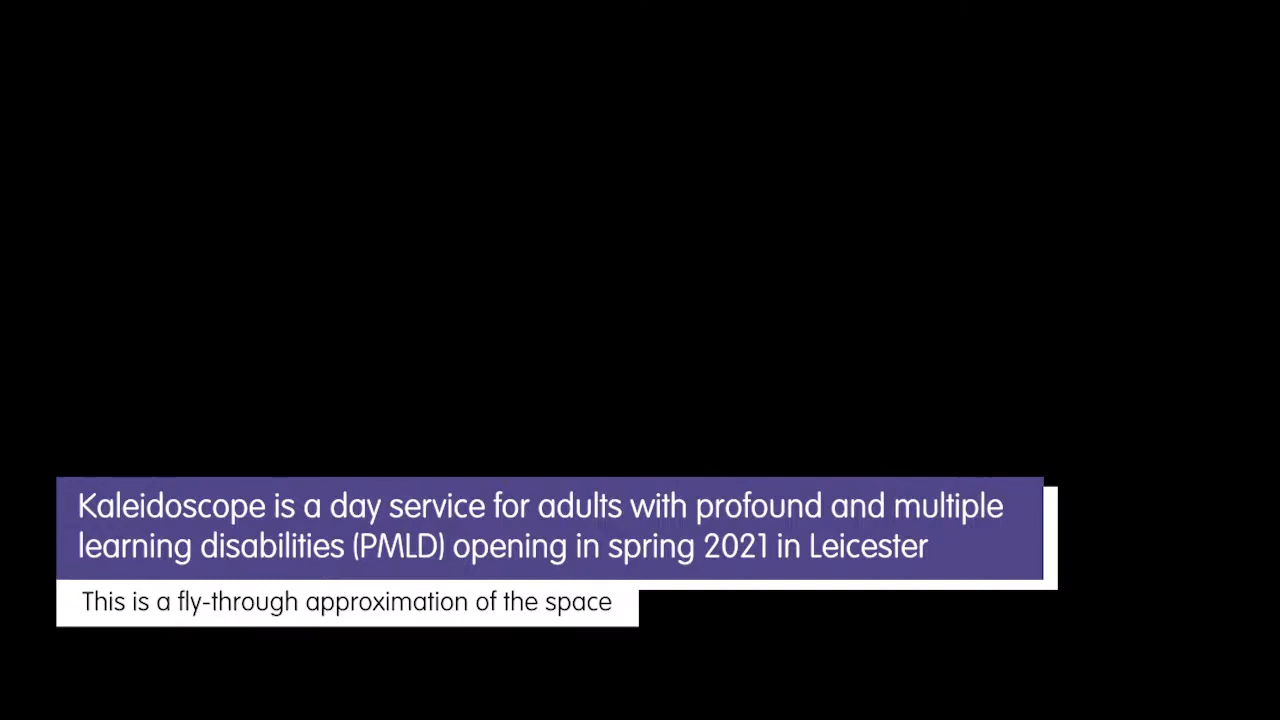 Kaleidoscope is a day service for adults with profound and multiple
learning disabilities (PMLD) opening in spring 2021 in Leicester
This is a fly-through approximation of the space